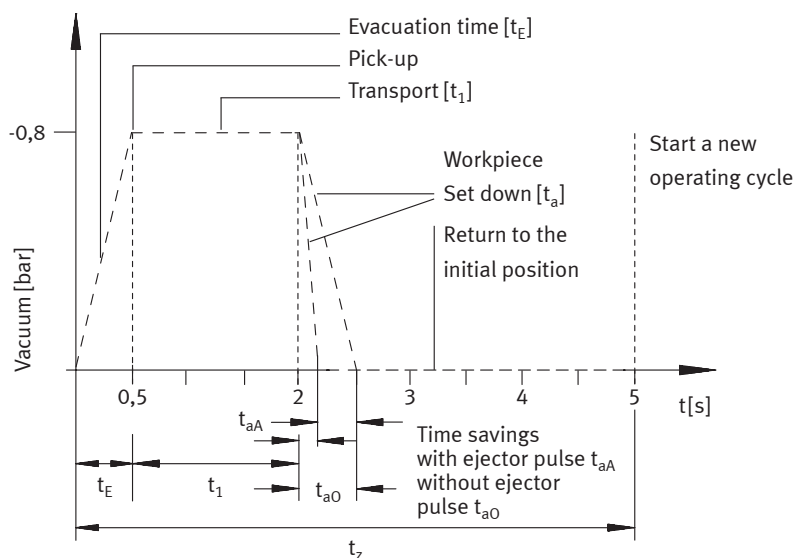 Evacuation time [tE]
Pick-up
Transport [t1]
-0,8
Workpiece
Set down [ta]
Start a new
operating cycle
Return to the
initial position
Vacuum [bar]
0,5
2
3
4
5
t[s]
taA
Time savings
with ejector pulse taA
without ejector
pulse taO
tE
t1
taO
tz